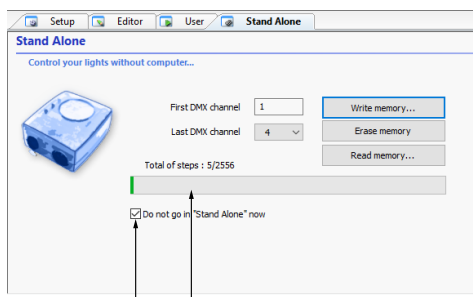 Setup Editor User Stand Alone
Stand Alone
Control your lights without computer...
First DMX channel 1 Write memory...
Last DMX channel 4 Erase memory
Read memory...
Total of steps : 5/2556
Do not go in "Stand Alone" now